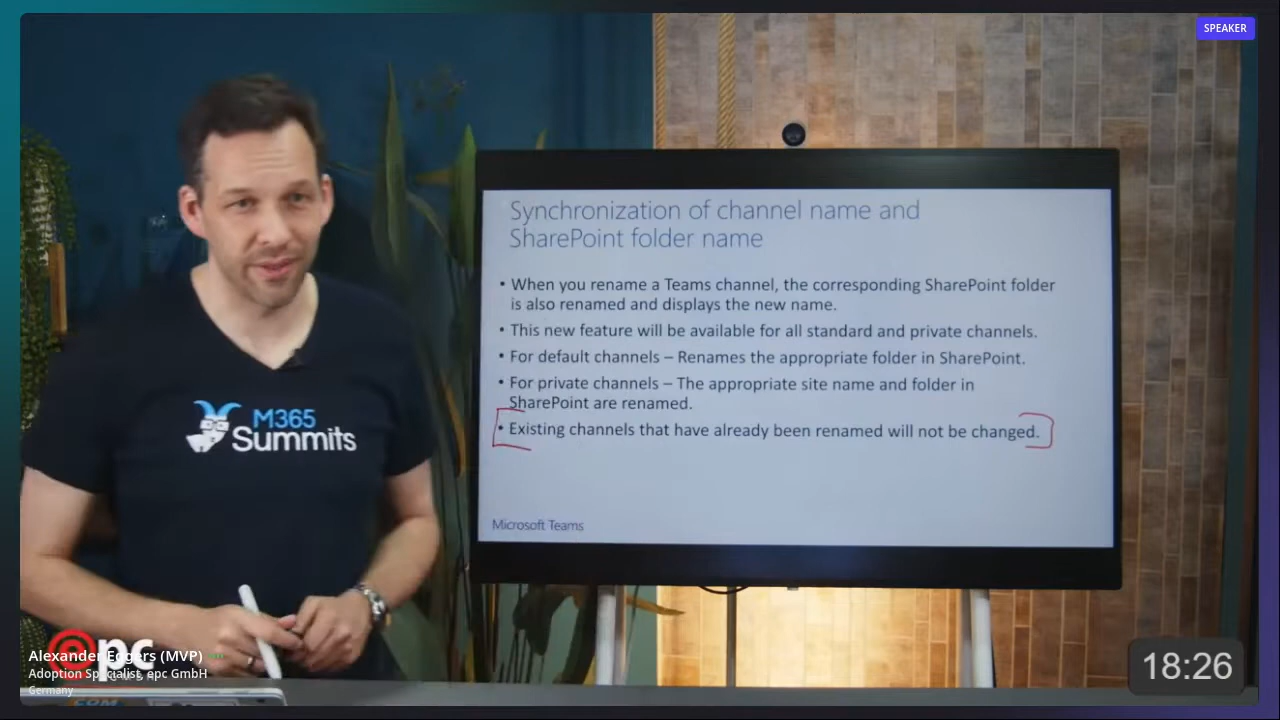 SPEAKER
Synchronization of channel name and
SharePoint folder name
• When you rename a Teams channel, the corresponding SharePoint folder
is also renamed and displays the new name.
• This new feature will be available for all standard and private channels.
• For default channels – Renames the appropriate folder in SharePoint.
• For private channels – The appropriate site name and folder in
SharePoint are renamed.
• Existing channels that have already been renamed will not be changed.
Microsoft Teams
M365
Summits
epc
Alexander Eggers (MVP)
Adoption Specialist, epc GmbH
Germany
18:26